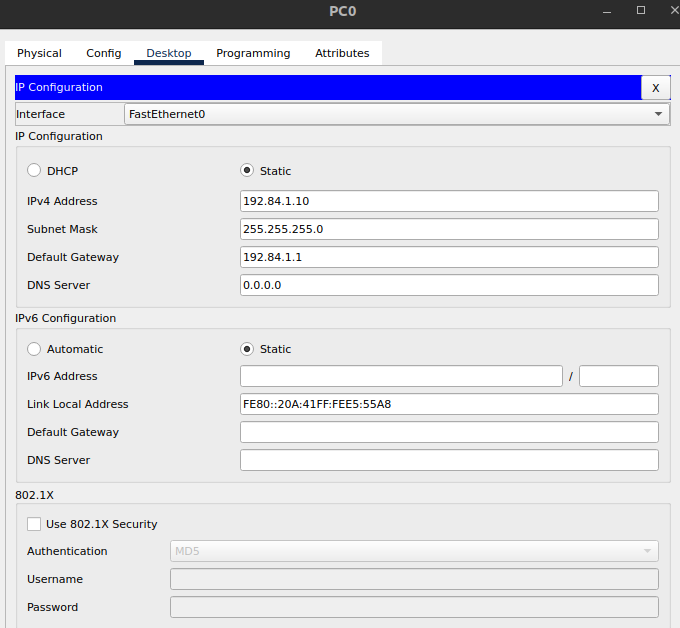 PC0
Physical Config Desktop Programming Attributes
IP Configuration X
Interface FastEthernet0
IP Configuration
DHCP Static
IPv4 Address 192.84.1.10
Subnet Mask 255.255.255.0
Default Gateway 192.84.1.1
DNS Server 0.0.0.0
IPv6 Configuration
Automatic Static
IPv6 Address /
Link Local Address FE80::20A:41FF:FEE5:55A8
Default Gateway
DNS Server
802.1X
Use 802.1X Security
Authentication MD5
Username
Password